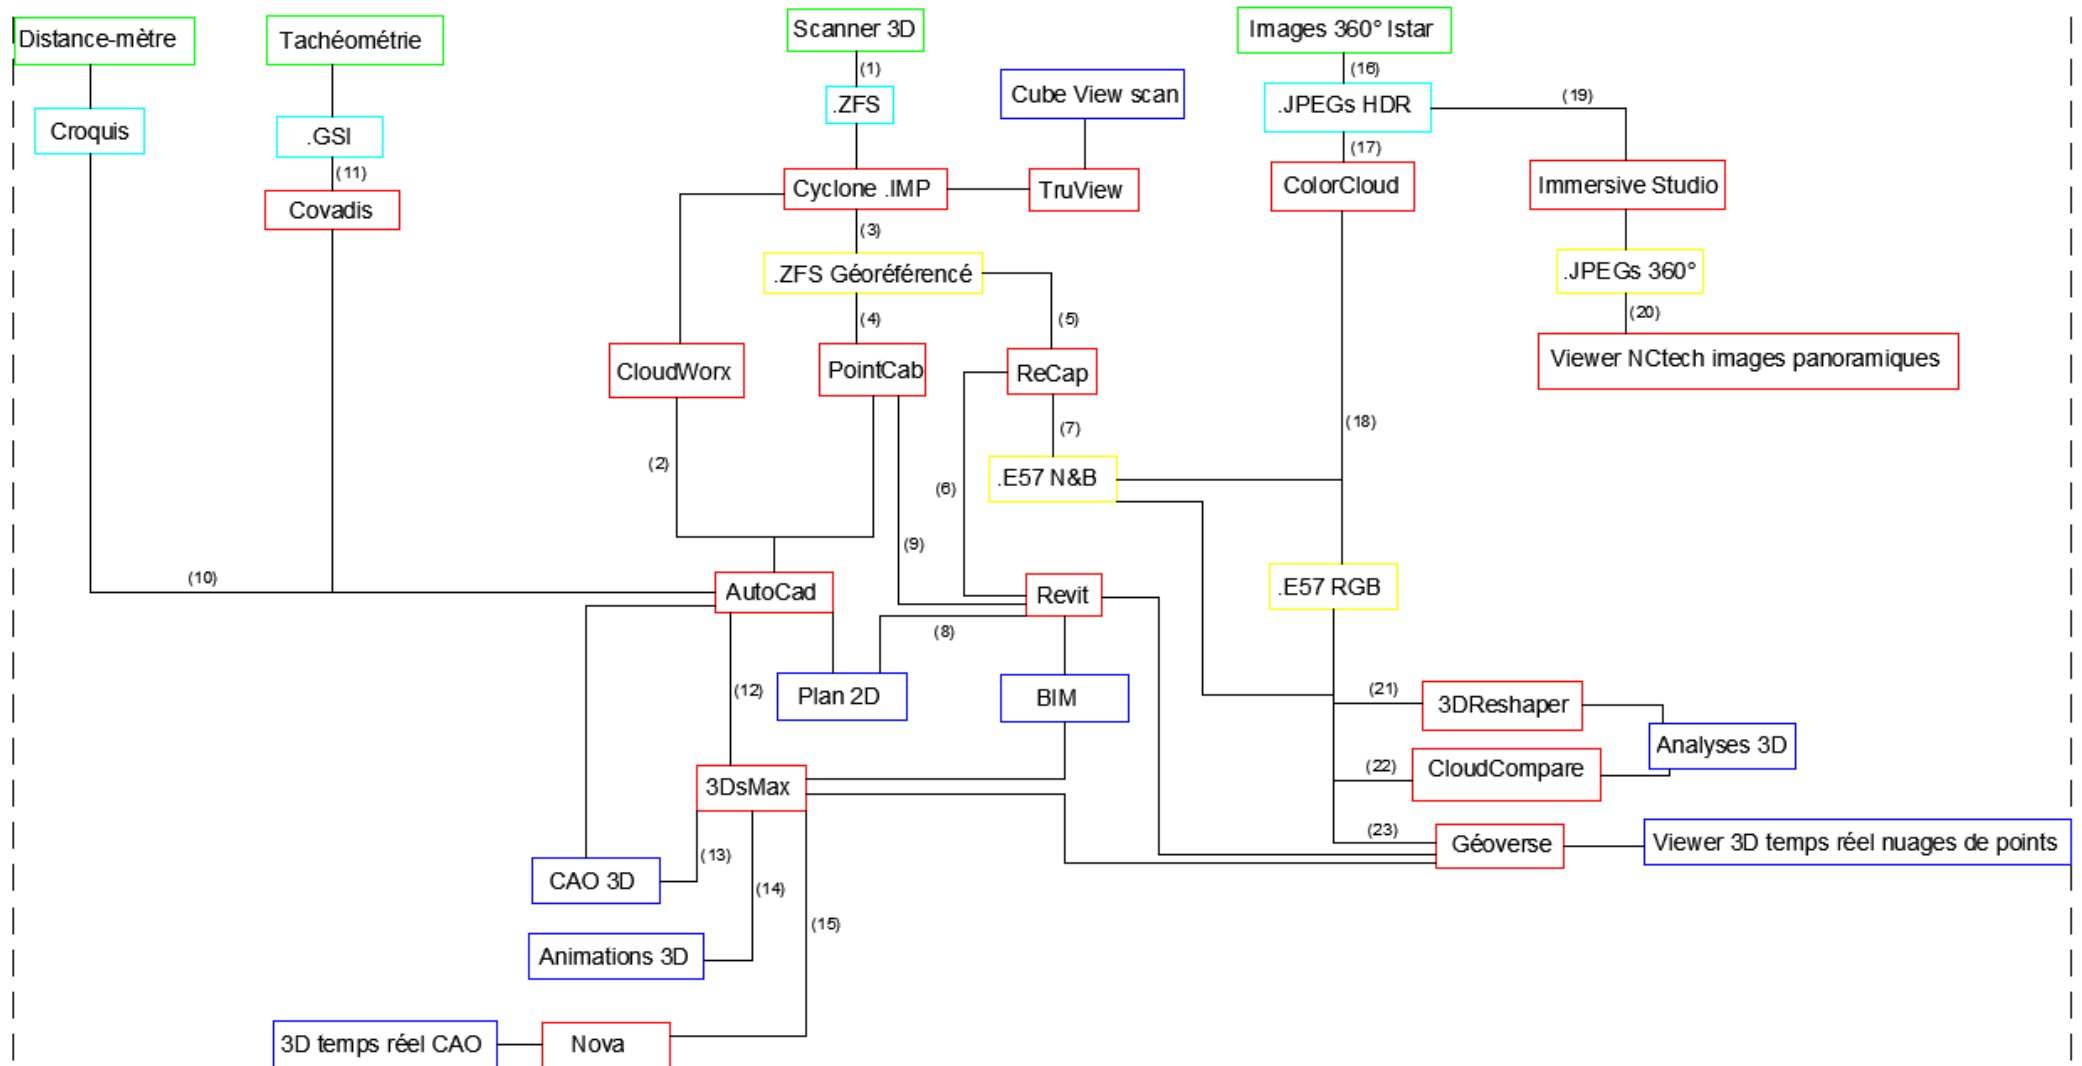 Distance-mètre
Tachéométrie
Scanner 3D
Images 360° Istar
(1)
(16)
Cube View scan
.ZFS
.JPEGs HDR
(19)
Croquis
.GSI
(17)
(11)
Cyclone .IMP
TruView
ColorCloud
Immersive Studio
Covadis
(3)
.ZFS Géoréférencé
.JPEGs 360°
(4)
(5)
(20)
CloudWorx
PointCab
ReCap
Viewer NCtech images panoramiques
(18)
(7)
(2)
.E57 N&B
(6)
(9)
(10)
AutoCad
Revit
.E57 RGB
(8)
(12)
Plan 2D
BIM
(21)
3DReshaper
Analyses 3D
(22)
CloudCompare
3DsMax
(23)
Géoverse
Viewer 3D temps réel nuages de points
(13)
CAO 3D
(14)
(15)
Animations 3D
3D temps réel CAO
Nova